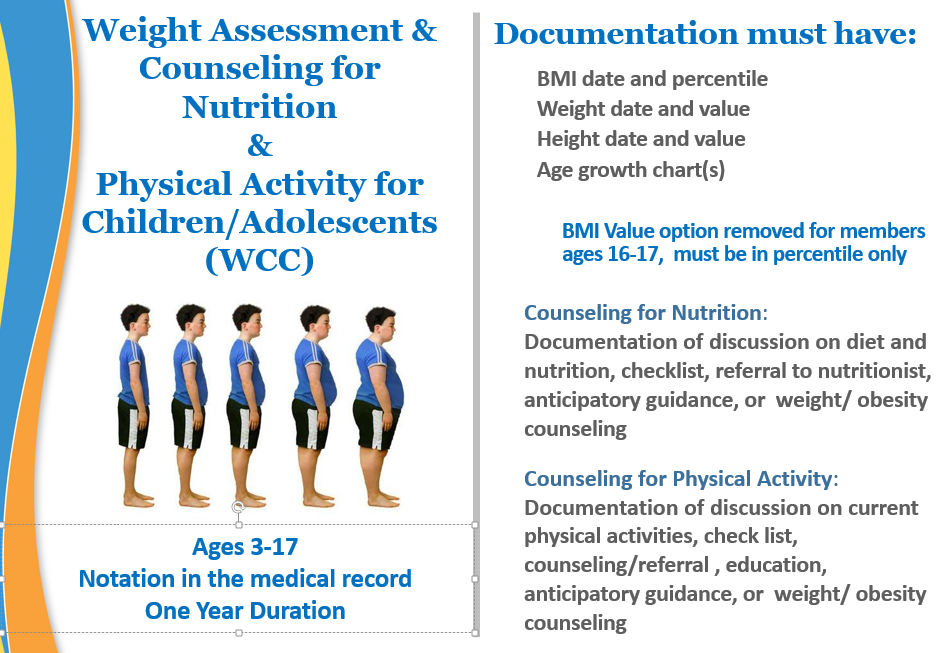 Weight Assessment &
Counseling for
Nutrition
&
Physical Activity for
Children/Adolescents
(WCC)
Ages 3-17
Notation in the medical record
One Year Duration
Documentation must have:
BMI date and percentile
Weight date and value
Height date and value
Age growth chart(s)
BMI Value option removed for members
ages 16-17,  must be in percentile only
Counseling for Nutrition:
Documentation of discussion on diet and
nutrition, checklist, referral to nutritionist,
anticipatory guidance, or  weight/ obesity
counseling
Counseling for Physical Activity:
Documentation of discussion on current
physical activities, check list,
counseling/referral , education,
anticipatory guidance, or  weight/ obesity
counseling